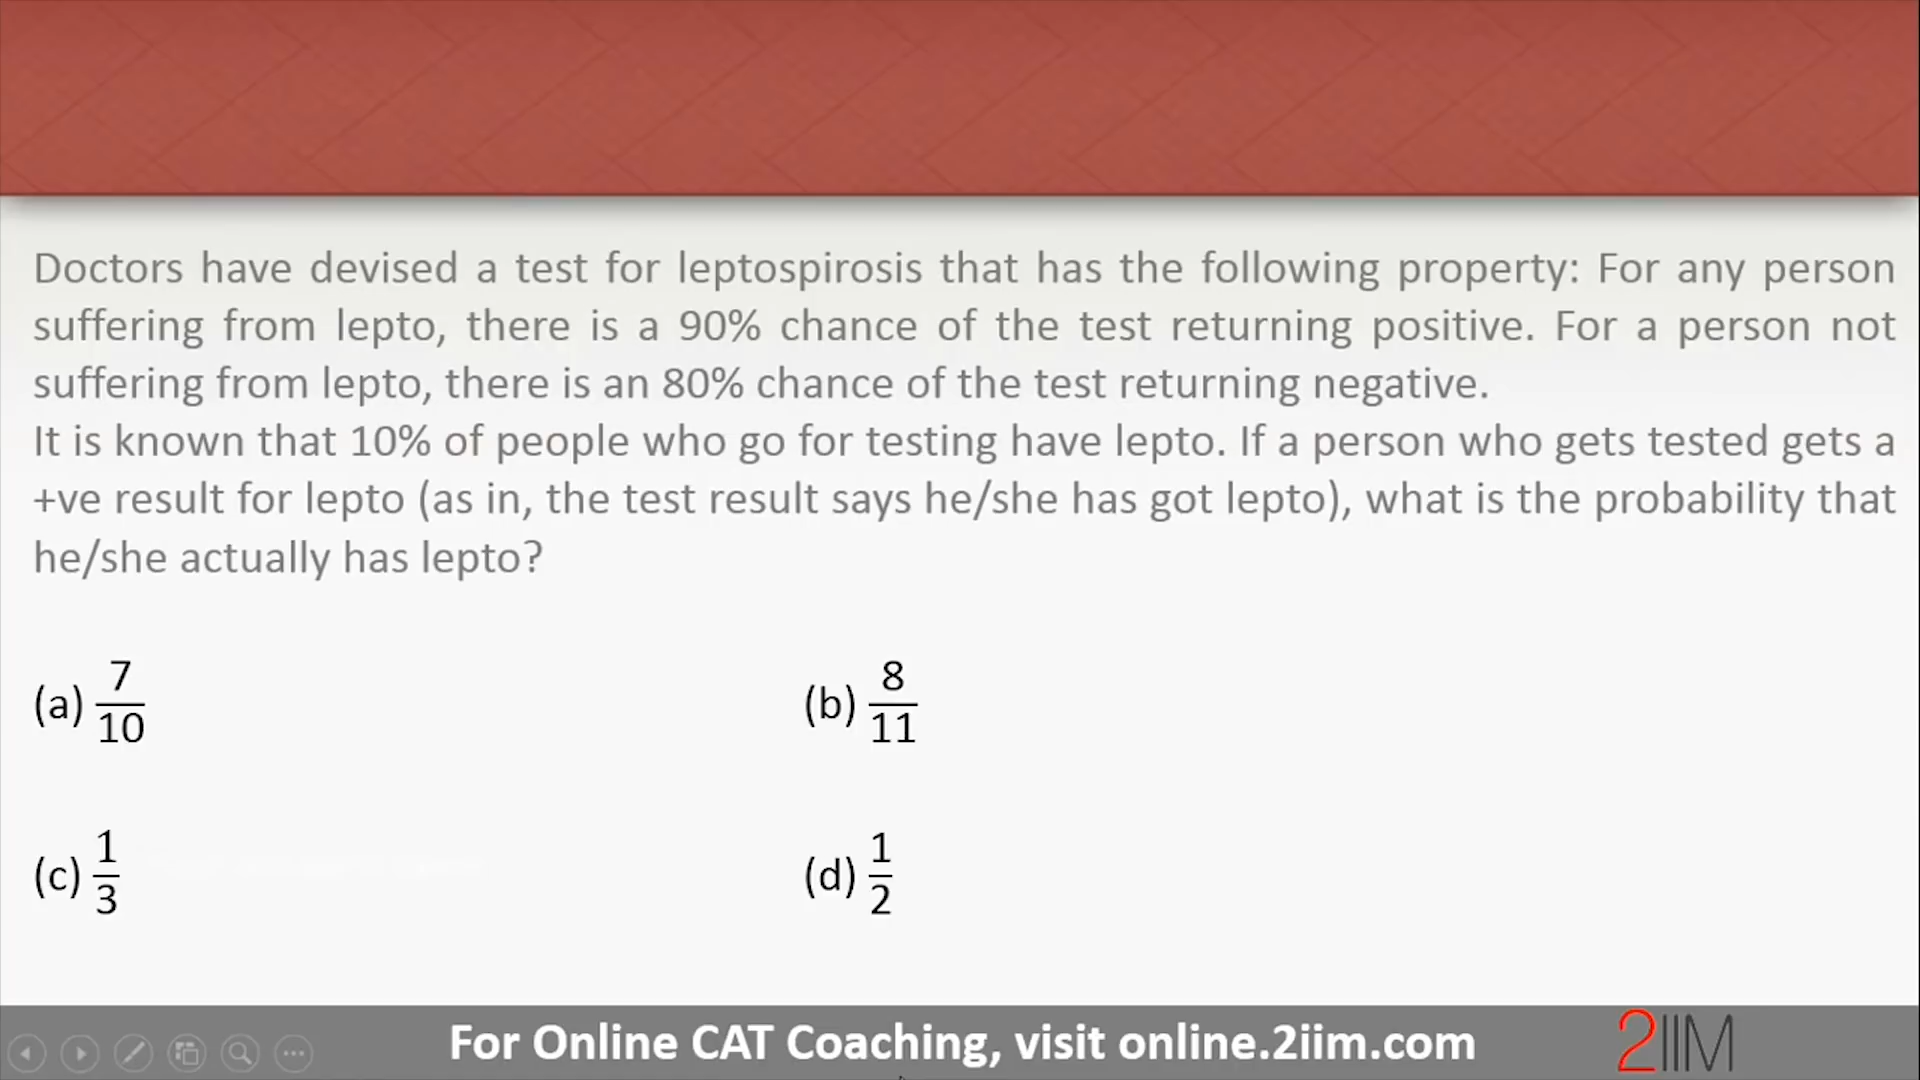 Doctors have devised a test for leptospirosis that has the following property: For any person
suffering from lepto, there is a 90% chance of the test returning positive. For a person not
suffering from lepto, there is an 80% chance of the test returning negative.
It is known that 10% of people who go for testing have lepto. If a person who gets tested gets a
+ve result for lepto (as in, the test result says he/she has got lepto), what is the probability that
he/she actually has lepto?
(a) 7/10 (b) 8/11
(c) 1/3 (d) 1/2
For Online CAT Coaching, visit online.2iim.com 2IIM